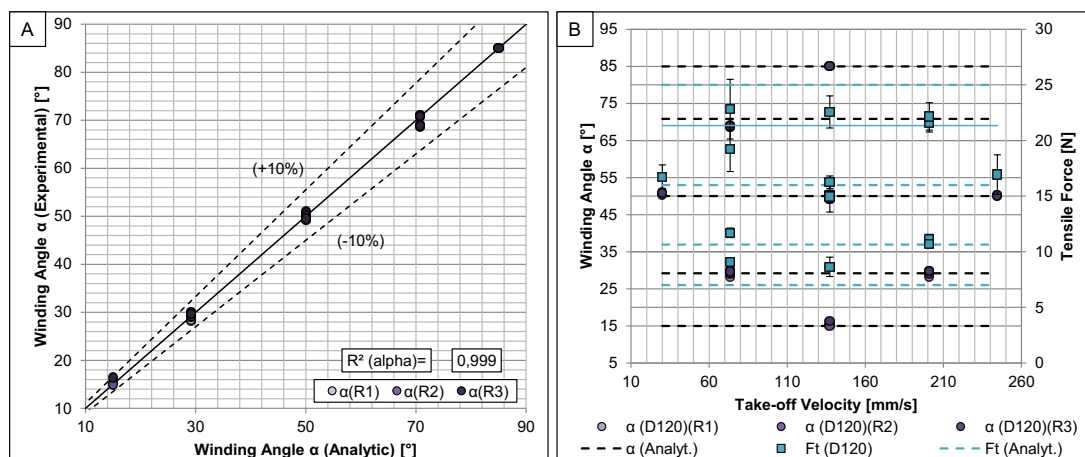 A
Winding Angle α (Experimental) [°]
90
80
70
60
50
40
30
20
10
(+10%)
(-10%)
R² (alpha)= 0,999
α(R1) α(R2) α(R3)
10 30 50 70 90
Winding Angle α (Analytic) [°]
B
Winding Angle α [°]
95
85
75
65
55
45
35
25
15
5
30
25
20
15
10
5
0
Tensile Force [N]
10 60 110 160 210 260
Take-off Velocity [mm/s]
α (D120)(R1) α (D120)(R2) α (D120)(R3)
α (Analyt.) Ft (D120) Ft (Analyt.)